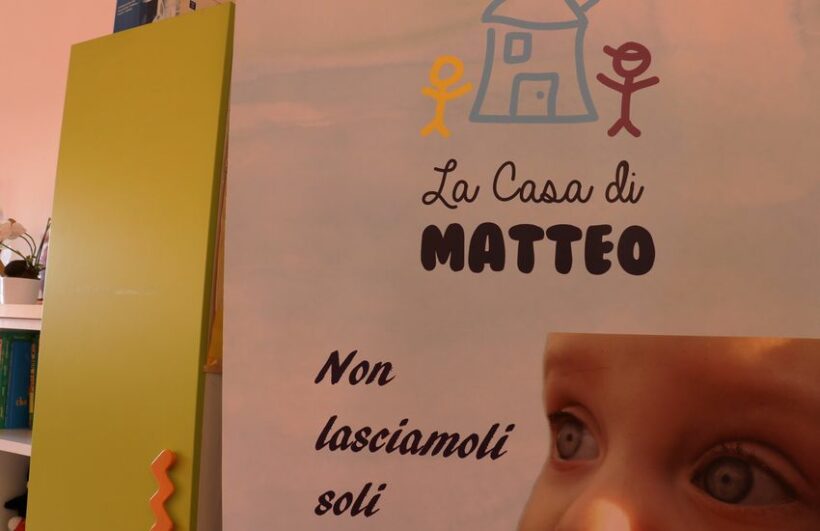 La Casa di
MATTEO
Non
lasciamoli
soli